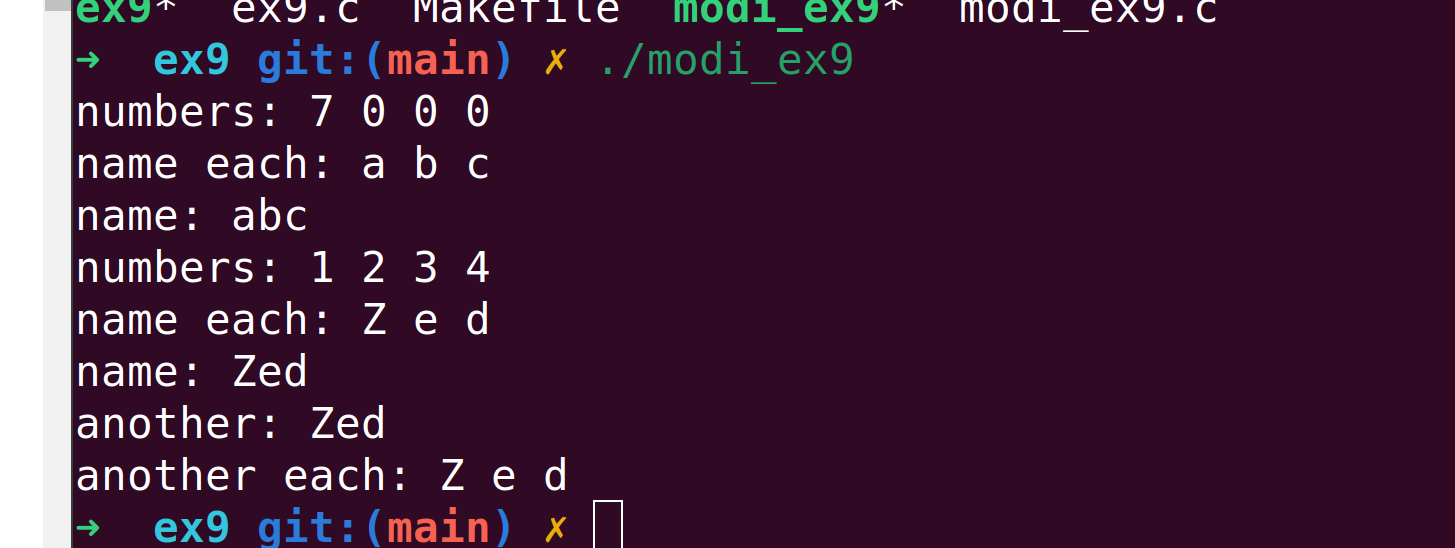 ex9*  ex9.c  Makefile  modi_ex9*  modi_ex9.c
➜  ex9 git:(main) ✗ ./modi_ex9
numbers: 7 0 0 0
name each: a b c
name: abc
numbers: 1 2 3 4
name each: Z e d
name: Zed
another: Zed
another each: Z e d
➜  ex9 git:(main) ✗